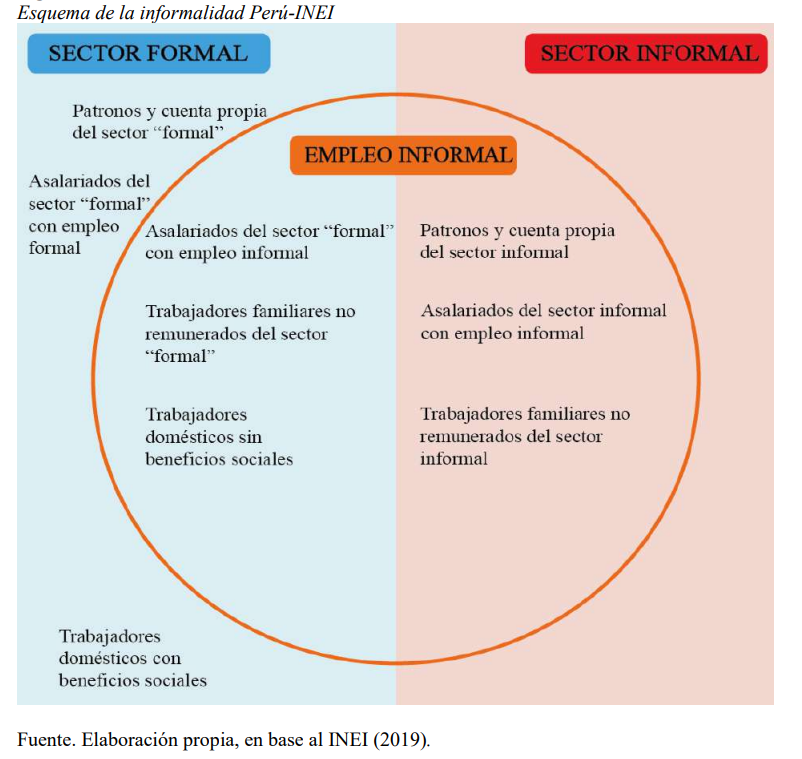 Esquema de la informalidad Perú-INEI
SECTOR FORMAL
SECTOR INFORMAL
Patronos y cuenta propia
del sector “formal”
EMPLEO INFORMAL
Asalariados del
sector “formal”
con empleo
formal
Asalariados del sector “formal”
con empleo informal
Patronos y cuenta propia
del sector informal
Trabajadores familiares no
remunerados del sector
“formal”
Asalariados del sector informal
con empleo informal
Trabajadores
domésticos sin
beneficios sociales
Trabajadores familiares no
remunerados del sector
informal
Trabajadores
domésticos con
beneficios sociales
Fuente. Elaboración propia, en base al INEI (2019).